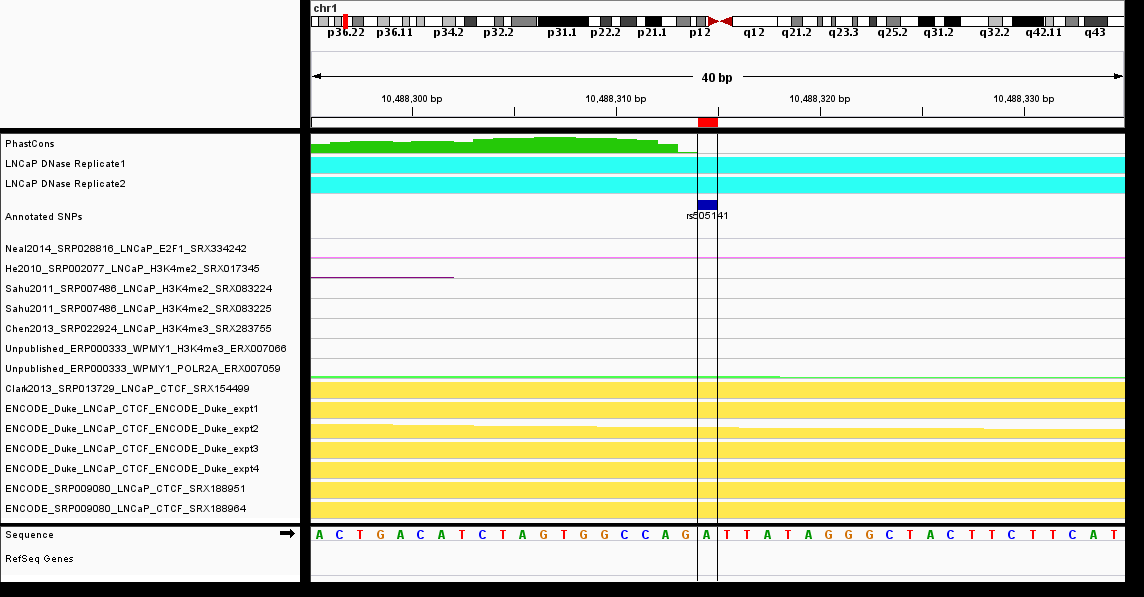 chr1
p36.22 p36.11 p34.2 p32.2 p31.1 p22.2 p21.1 p12 q12 q21.2 q23.3 q25.2 q31.2 q32.2 q42.11 q43
40 bp
10,488,300 bp 10,488,310 bp 10,488,320 bp 10,488,330 bp
PhastCons
LNCaP DNase Replicate1
LNCaP DNase Replicate2
Annotated SNPs rs505141
Neal2014_SRP028816_LNCaP_E2F1_SRX334242
He2010_SRP002077_LNCaP_H3K4me2_SRX017345
Sahu2011_SRP007486_LNCaP_H3K4me2_SRX083224
Sahu2011_SRP007486_LNCaP_H3K4me2_SRX083225
Chen2013_SRP022924_LNCaP_H3K4me3_SRX283755
Unpublished_ERP000333_WPMY1_H3K4me3_ERX007066
Unpublished_ERP000333_WPMY1_POLR2A_ERX007059
Clark2013_SRP013729_LNCaP_CTCF_SRX154499
ENCODE_Duke_LNCaP_CTCF_ENCODE_Duke_expt1
ENCODE_Duke_LNCaP_CTCF_ENCODE_Duke_expt2
ENCODE_Duke_LNCaP_CTCF_ENCODE_Duke_expt3
ENCODE_Duke_LNCaP_CTCF_ENCODE_Duke_expt4
ENCODE_SRP009080_LNCaP_CTCF_SRX188951
ENCODE_SRP009080_LNCaP_CTCF_SRX188964
Sequence A C T G A C A T C T A G T G G C C A G A T T A T A G G G C T A C T T C T T C A T
RefSeq Genes